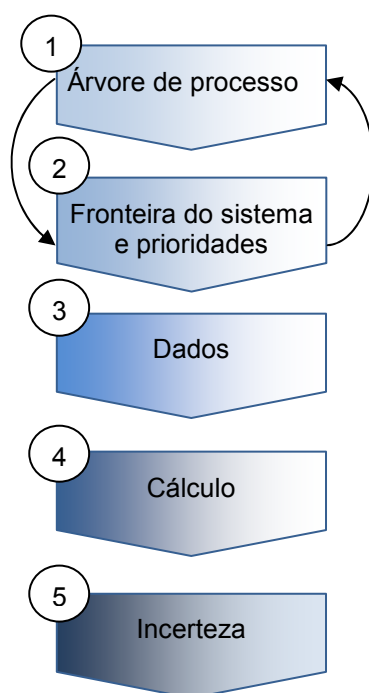 1
Árvore de processo
2
Fronteira do sistema
e prioridades
3
Dados
4
Cálculo
5
Incerteza